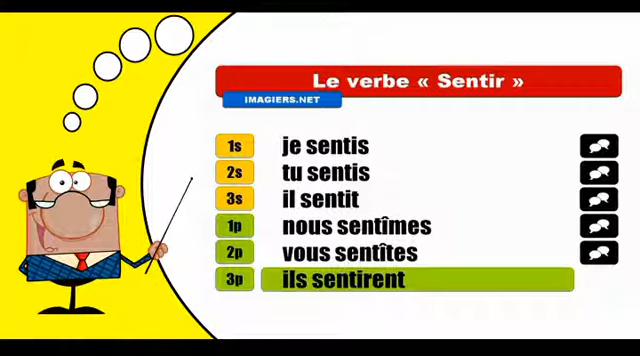 Le verbe « Sentir »
IMAGIERS.NET
1s je sentis
2s tu sentis
3s il sentit
1p nous sentîmes
2p vous sentîtes
3p ils sentirent